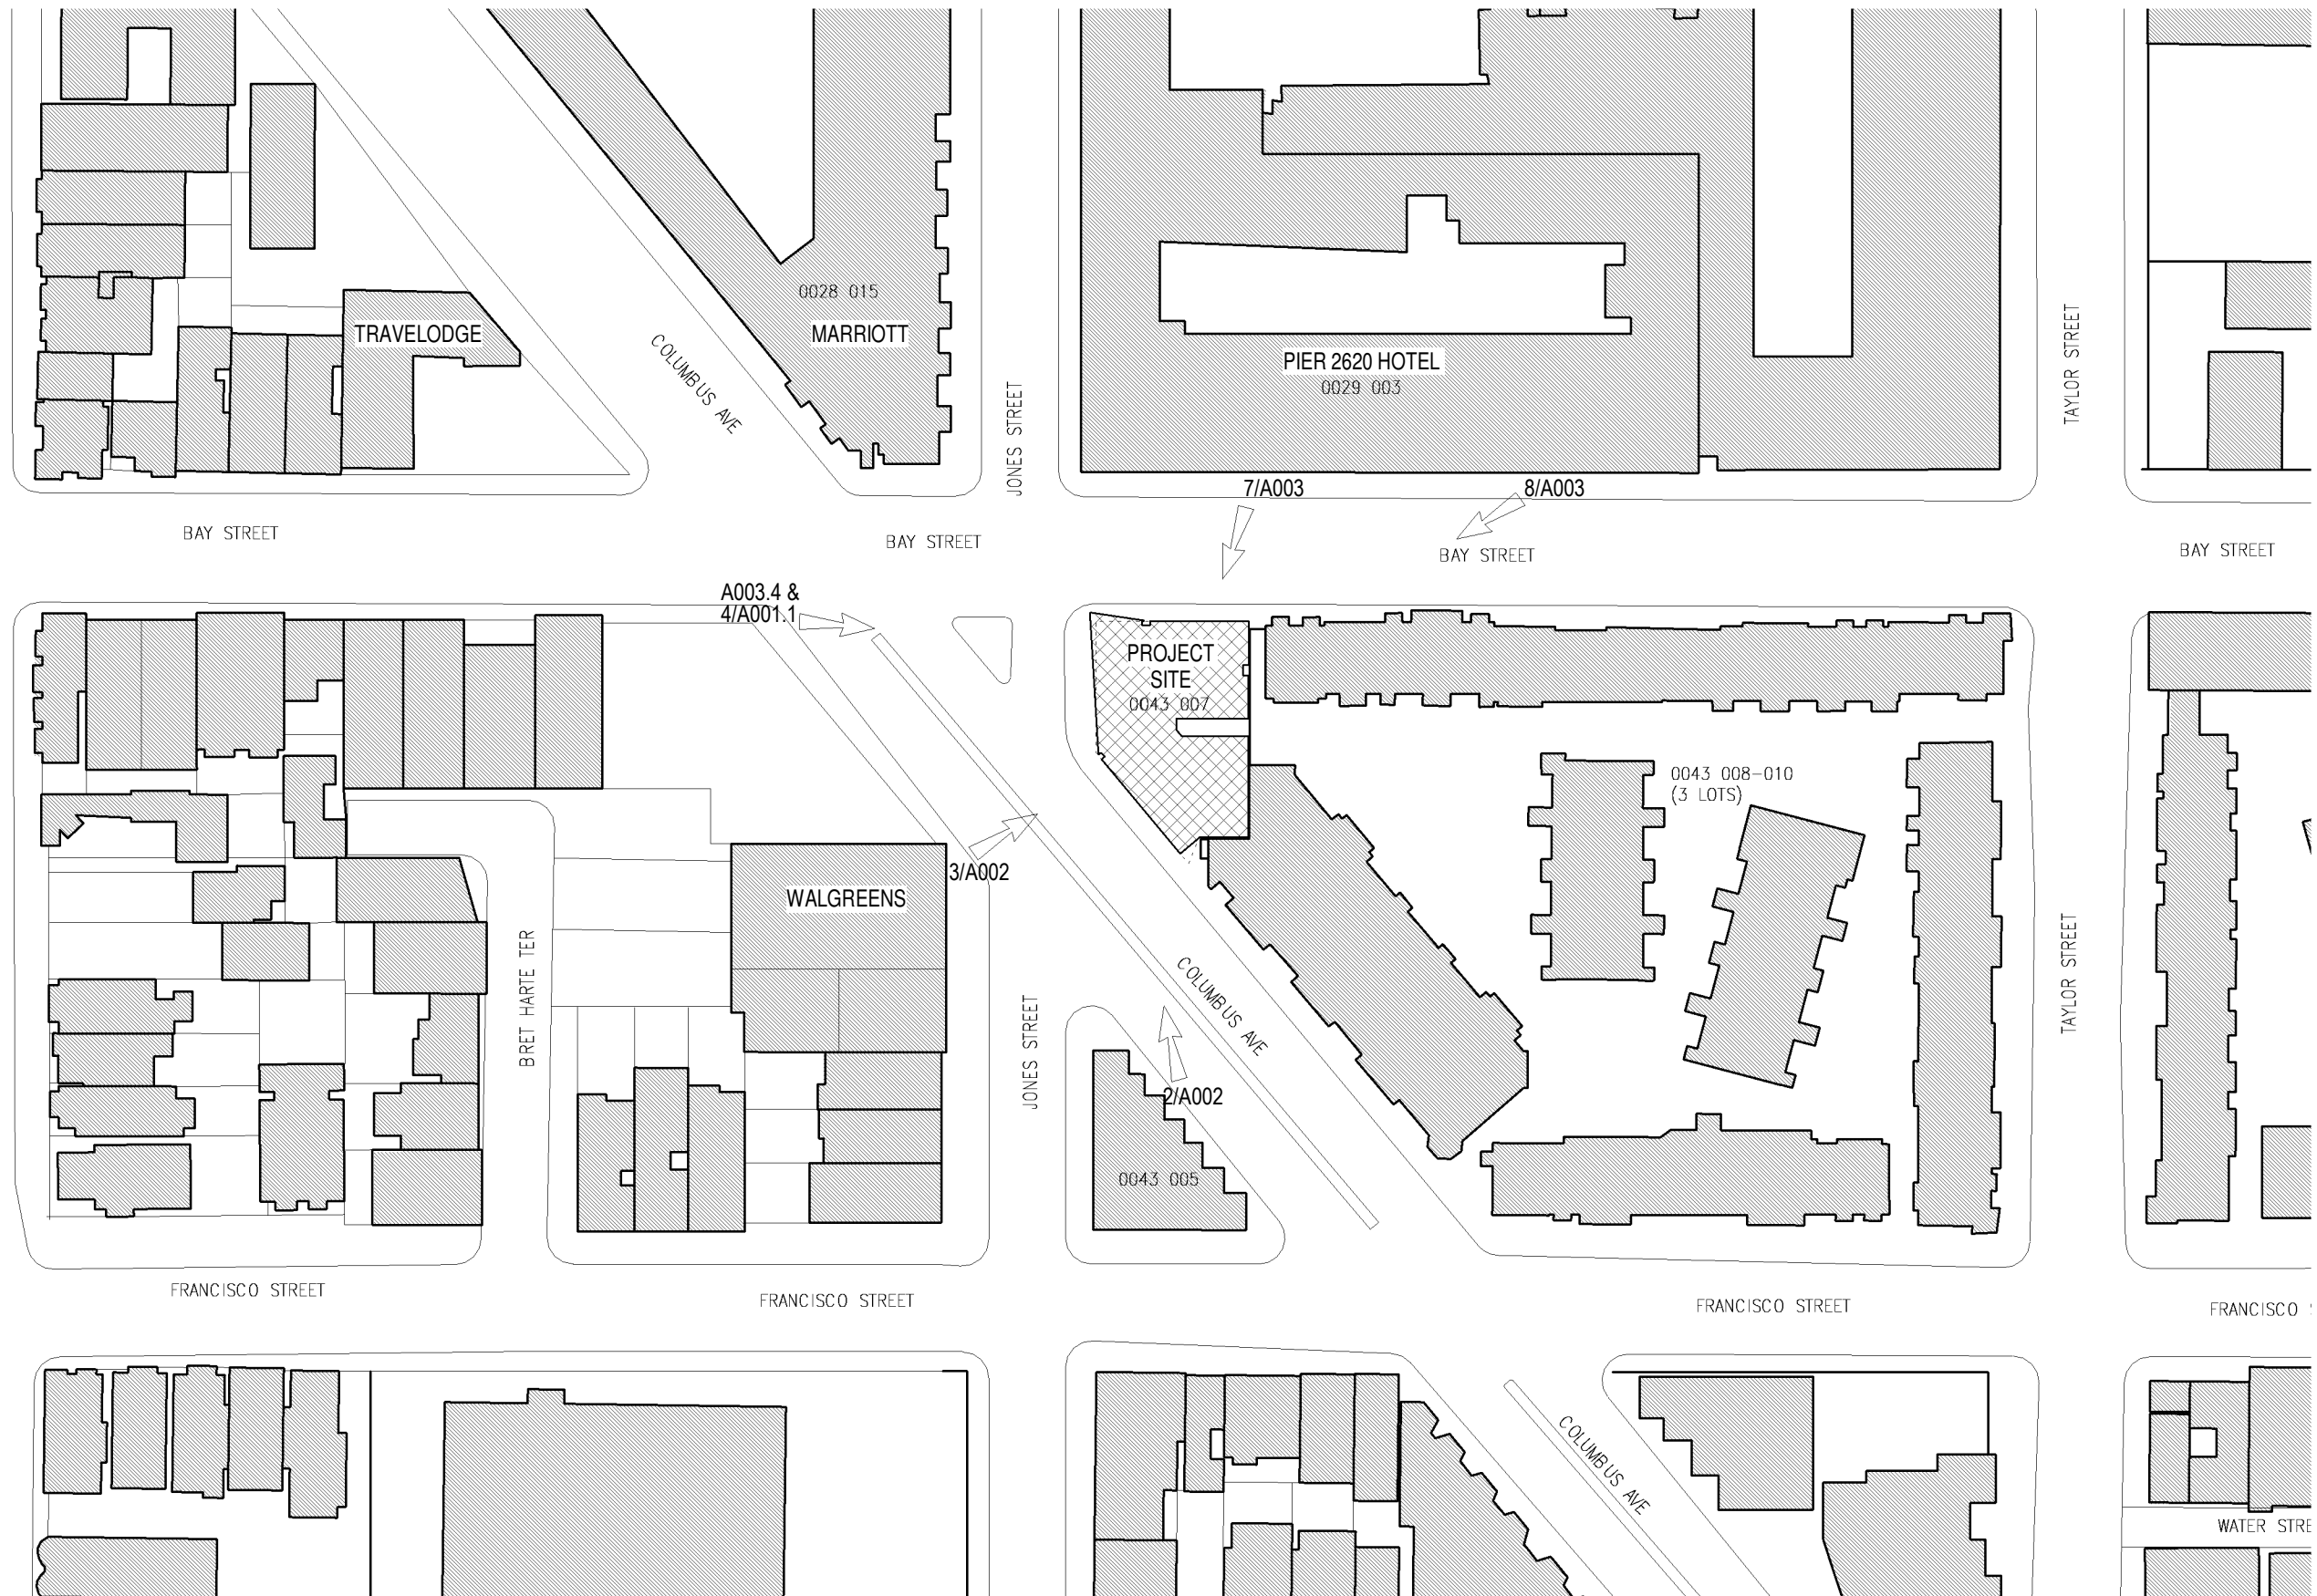 0028 015
TRAVELODGE
MARRIOTT
COLUMBUS AVE
JONES STREET
PIER 2620 HOTEL
0029 003
TAYLOR STREET
7/A003
8/A003
BAY STREET
BAY STREET
BAY STREET
BAY STREET
A003.4 &
4/A001.1
PROJECT
SITE
0043 007
0043 008-010
(3 LOTS)
3/A002
WALGREENS
BRET HARTE TER
JONES STREET
COLUMBUS AVE
TAYLOR STREET
2/A002
0043 005
FRANCISCO STREET
FRANCISCO STREET
FRANCISCO STREET
FRANCISCO
COLUMBUS AVE
WATER STRE